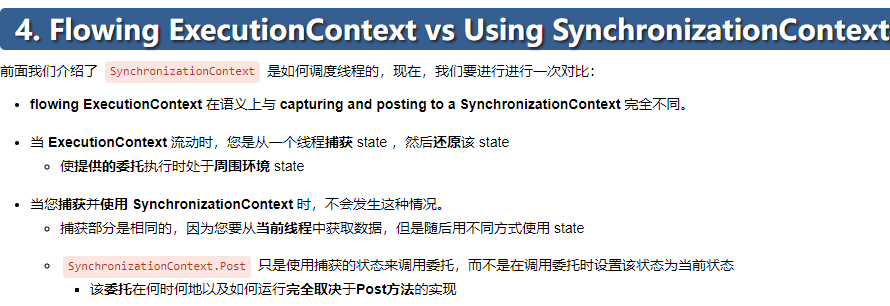 4. Flowing ExecutionContext vs Using SynchronizationContext
前面我们介绍了 SynchronizationContext 是如何调度线程的，现在，我们要进行进行一次对比：
flowing ExecutionContext 在语义上与 capturing and posting to a SynchronizationContext 完全不同。
当 ExecutionContext 流动时，您是从一个线程捕获 state ，然后还原该 state
使提供的委托执行时处于周围环境 state
当您捕获并使用 SynchronizationContext 时，不会发生这种情况。
捕获部分是相同的，因为您要从当前线程中获取数据，但是随后用不同方式使用 state
SynchronizationContext.Post 只是使用捕获的状态来调用委托，而不是在调用委托时设置该状态为当前状态
该委托在何时何地以及如何运行完全取决于Post方法的实现